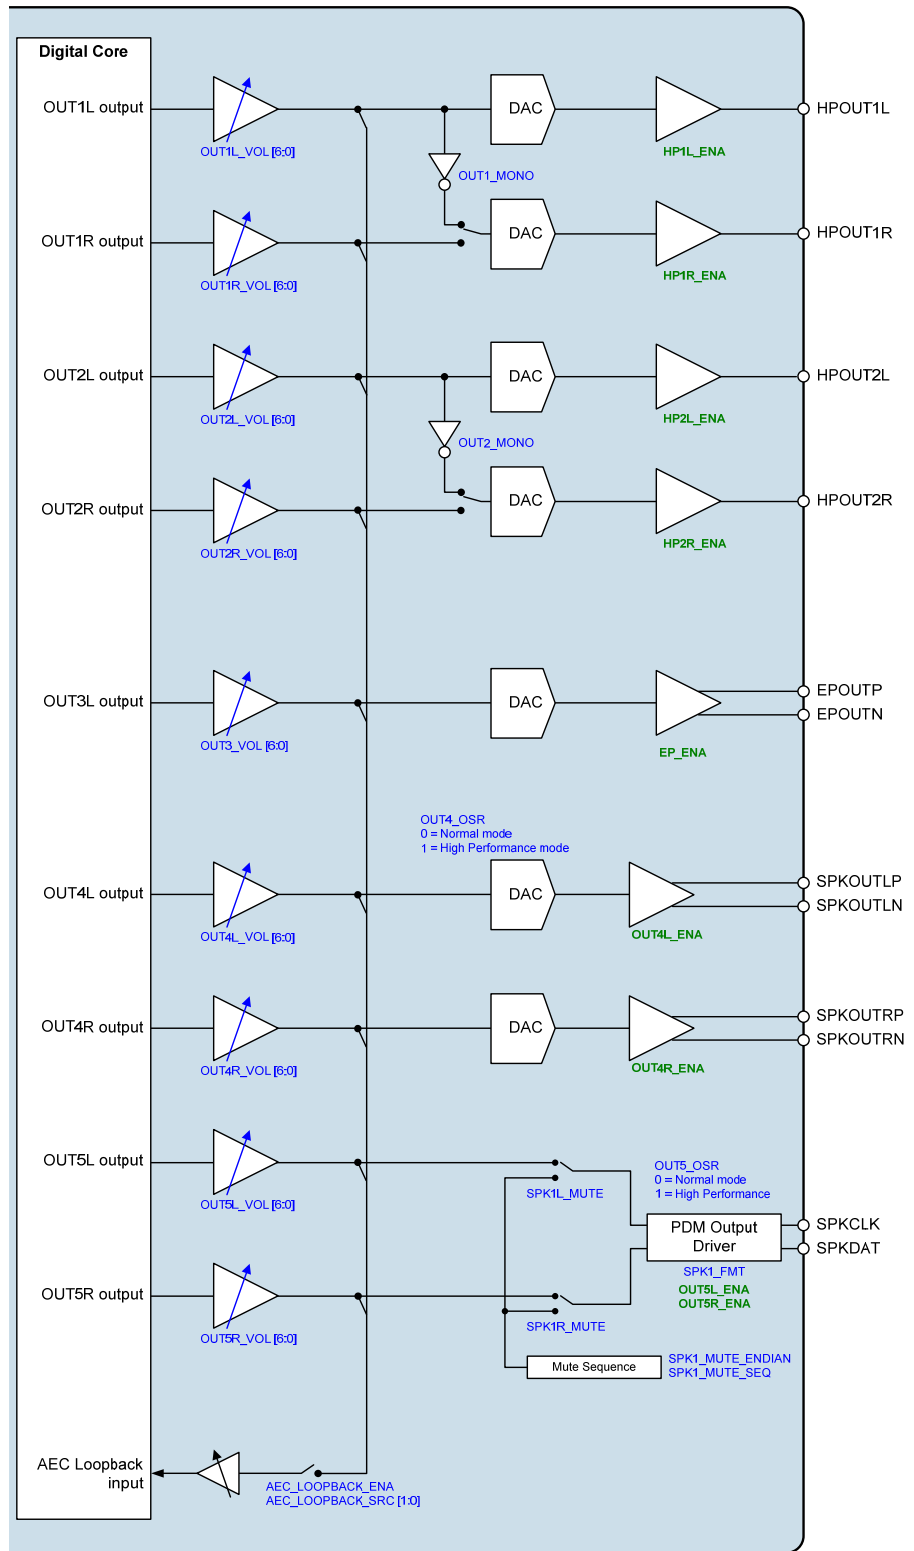 Digital Core
OUT1L output
DAC
HPOUT1L
OUT1L_VOL [6:0]
HP1L_ENA
OUT1_MONO
OUT1R output
DAC
HPOUT1R
OUT1R_VOL [6:0]
HP1R_ENA
OUT2L output
DAC
HPOUT2L
OUT2L_VOL [6:0]
HP2L_ENA
OUT2_MONO
OUT2R output
DAC
HPOUT2R
OUT2R_VOL [6:0]
HP2R_ENA
OUT3L output
DAC
EPOUTP
EPOUTN
OUT3_VOL [6:0]
EP_ENA
OUT4_OSR
0 = Normal mode
1 = High Performance mode
OUT4L output
DAC
SPKOUTLP
SPKOUTLN
OUT4L_VOL [6:0]
OUT4L_ENA
OUT4R output
DAC
SPKOUTRP
SPKOUTRN
OUT4R_VOL [6:0]
OUT4R_ENA
OUT5L output
OUT5L_VOL [6:0]
SPK1L_MUTE
OUT5_OSR
0 = Normal mode
1 = High Performance
PDM Output
Driver
SPKCLK
SPKDAT
SPK1_FMT
OUT5L_ENA
OUT5R_ENA
OUT5R output
OUT5R_VOL [6:0]
SPK1R_MUTE
Mute Sequence
SPK1_MUTE_ENDIAN
SPK1_MUTE_SEQ
AEC Loopback
input
AEC_LOOPBACK_ENA
AEC_LOOPBACK_SRC [1:0]